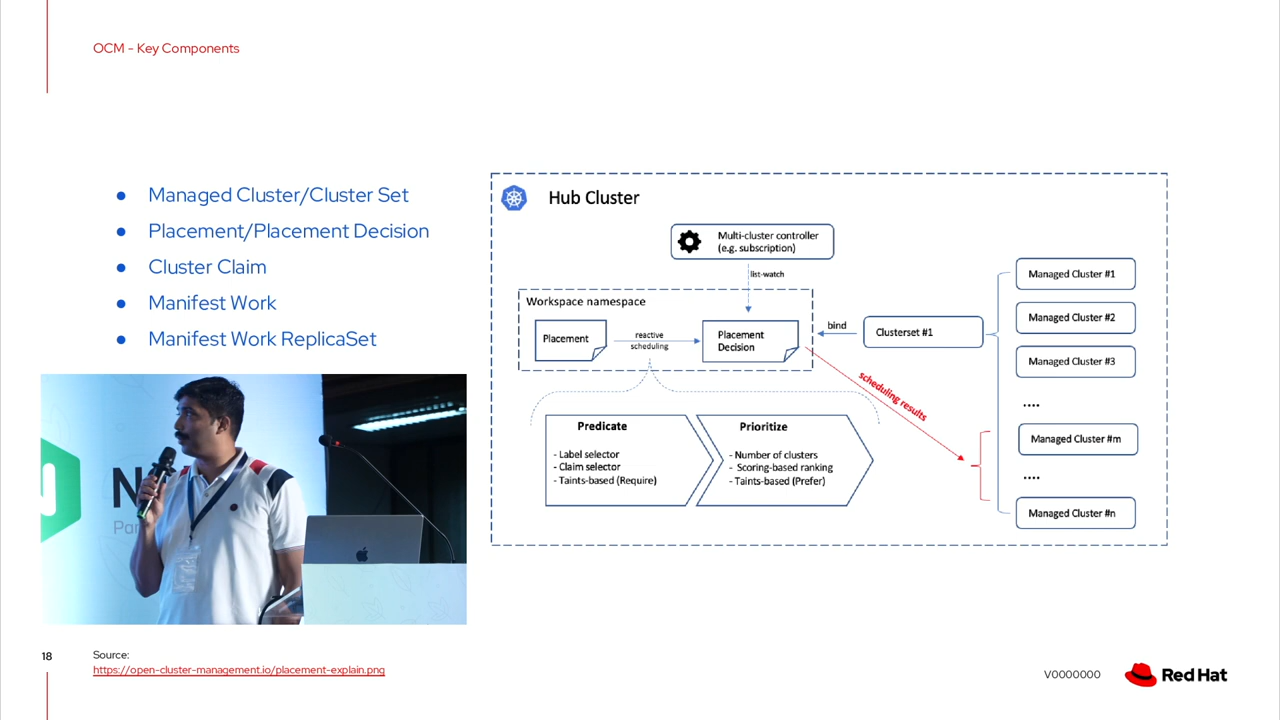 OCM - Key Components
● Managed Cluster/Cluster Set
● Placement/Placement Decision
● Cluster Claim
● Manifest Work
● Manifest Work ReplicaSet
Hub Cluster
Multi-cluster controller
(e.g. subscription)
list-watch
Workspace namespace
Placement
reactive
scheduling
Placement
Decision
bind
Clusterset #1
Managed Cluster #1
Managed Cluster #2
Managed Cluster #3
....
Managed Cluster #m
....
Managed Cluster #n
scheduling results
Predicate
- Label selector
- Claim selector
- Taints-based (Require)
Prioritize
- Number of clusters
- Scoring-based ranking
- Taints-based (Prefer)
18
Source:
https://open-cluster-management.io/placement-explain.png
V0000000
Red Hat